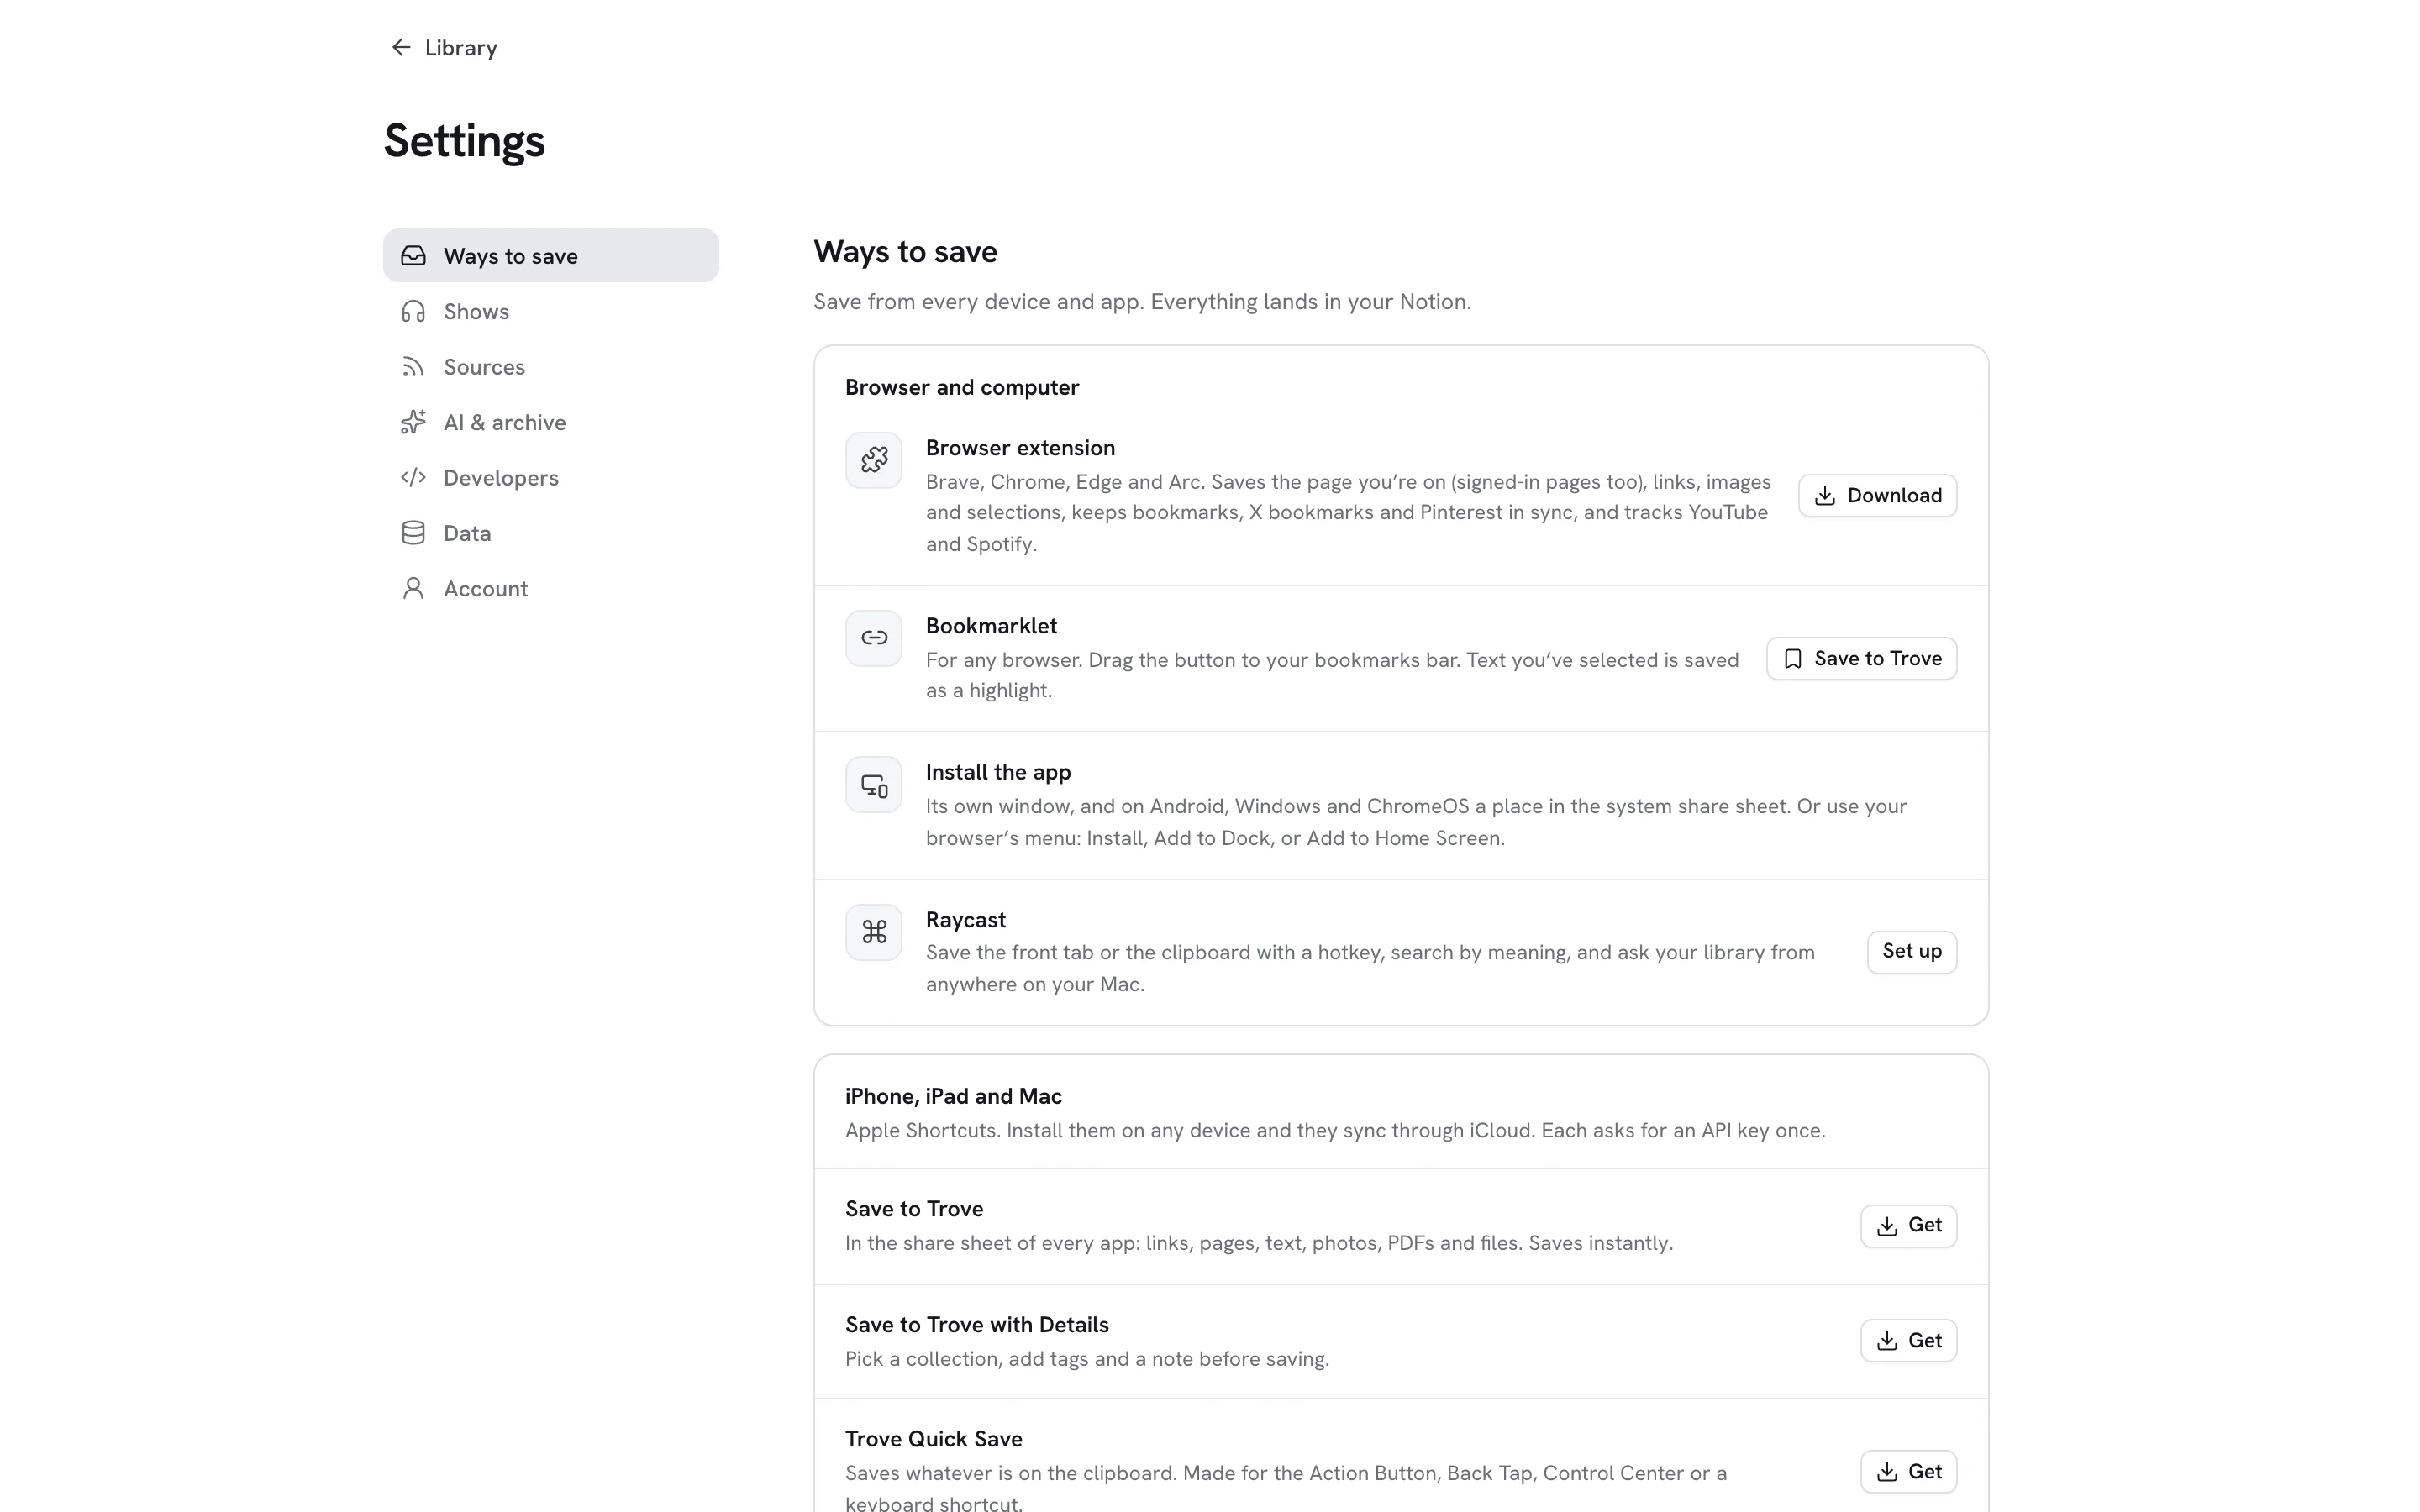 Library
Settings
Ways to save
Shows
Sources
AI & archive
Developers
Data
Account
Ways to save
Save from every device and app. Everything lands in your Notion.
Browser and computer
Browser extension
Brave, Chrome, Edge and Arc. Saves the page you’re on (signed-in pages too), links, images
and selections, keeps bookmarks, X bookmarks and Pinterest in sync, and tracks YouTube
and Spotify.
Download
Bookmarklet
For any browser. Drag the button to your bookmarks bar. Text you’ve selected is saved
as a highlight.
Save to Trove
Install the app
Its own window, and on Android, Windows and ChromeOS a place in the system share sheet. Or use your
browser’s menu: Install, Add to Dock, or Add to Home Screen.
Raycast
Save the front tab or the clipboard with a hotkey, search by meaning, and ask your library from
anywhere on your Mac.
Set up
iPhone, iPad and Mac
Apple Shortcuts. Install them on any device and they sync through iCloud. Each asks for an API key once.
Save to Trove
In the share sheet of every app: links, pages, text, photos, PDFs and files. Saves instantly.
Get
Save to Trove with Details
Pick a collection, add tags and a note before saving.
Get
Trove Quick Save
Saves whatever is on the clipboard. Made for the Action Button, Back Tap, Control Center or a
keyboard shortcut.
Get